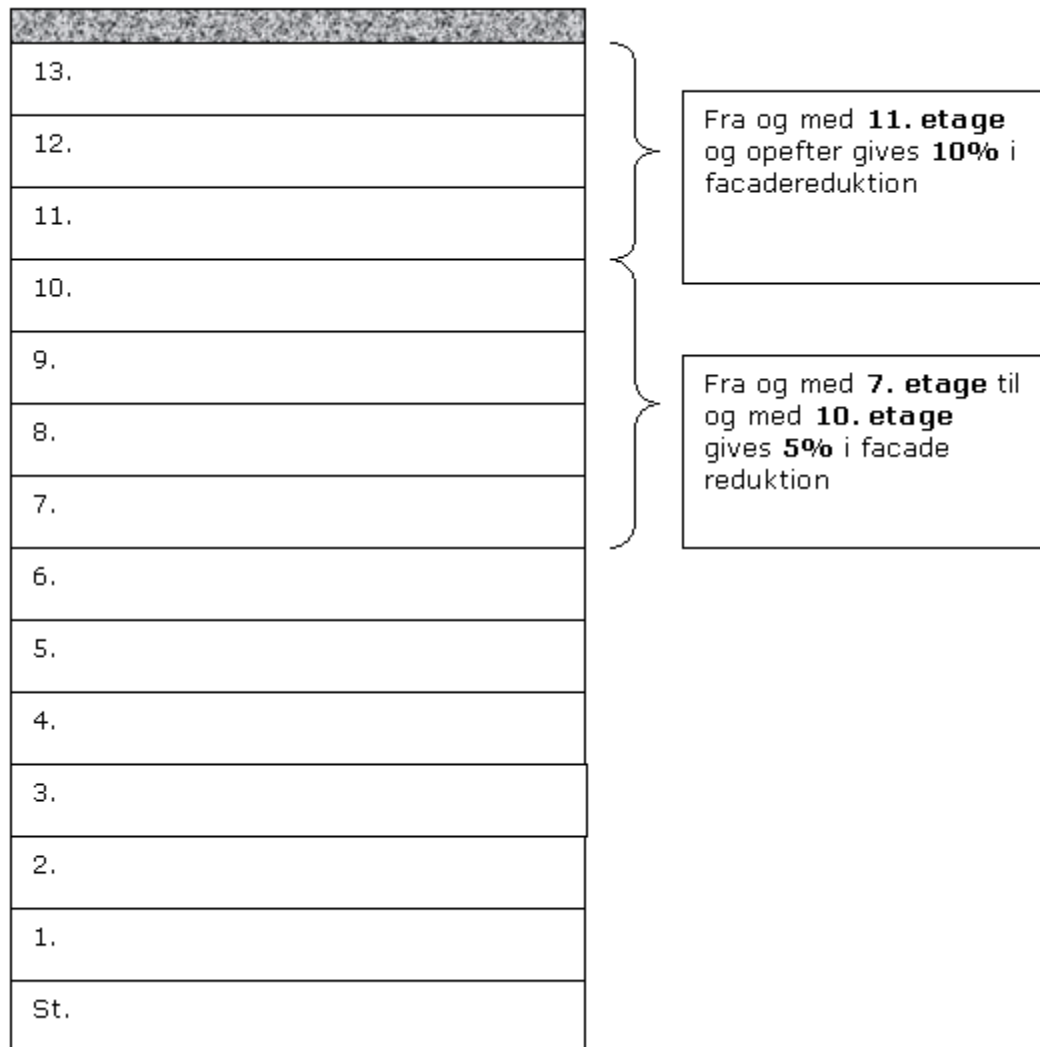 13.
12.
11.
10.
9.
8.
7.
6.
5.
4.
3.
2.
1.
St.
Fra og med 11. etage
og opefter gives 10% i
facadereduktion
Fra og med 7. etage til
og med 10. etage
gives 5% i facade
reduktion